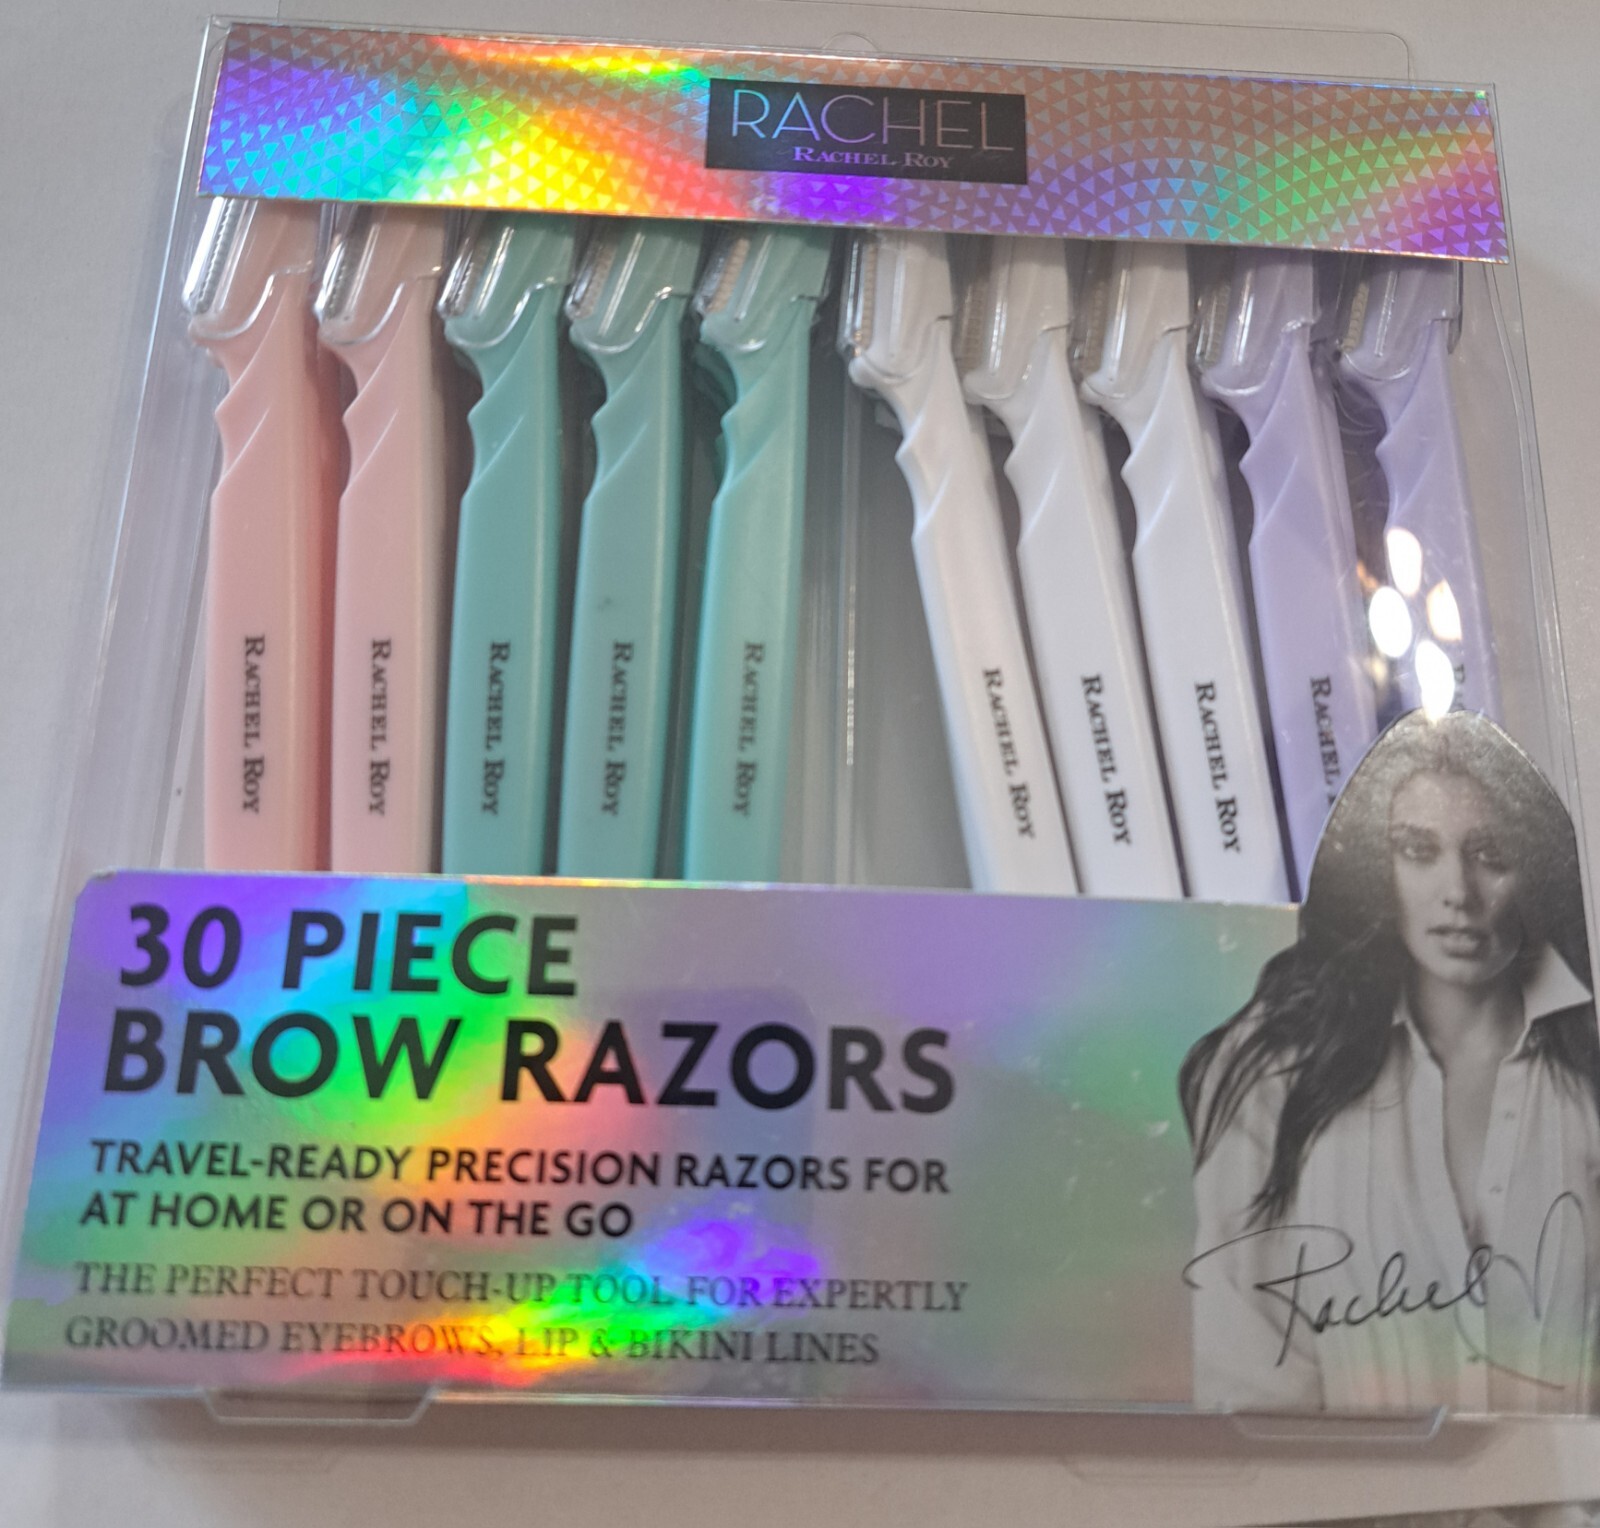 RACHEL
RACHEL ROY
RACHEL ROY
RACHEL ROY
RACHEL ROY
RACHEL ROY
RACHEL ROY
RACHEL ROY
RACHEL ROY
RACHEL ROY
RACHEL
30 PIECE
BROW RAZORS
TRAVEL-READY PRECISION RAZORS FOR
AT HOME OR ON THE GO
THE PERFECT TOUCH-UP TOOL FOR EXPERTLY
GROOMED EYEBROWS, LIP & BIKINI LINES
Rachel